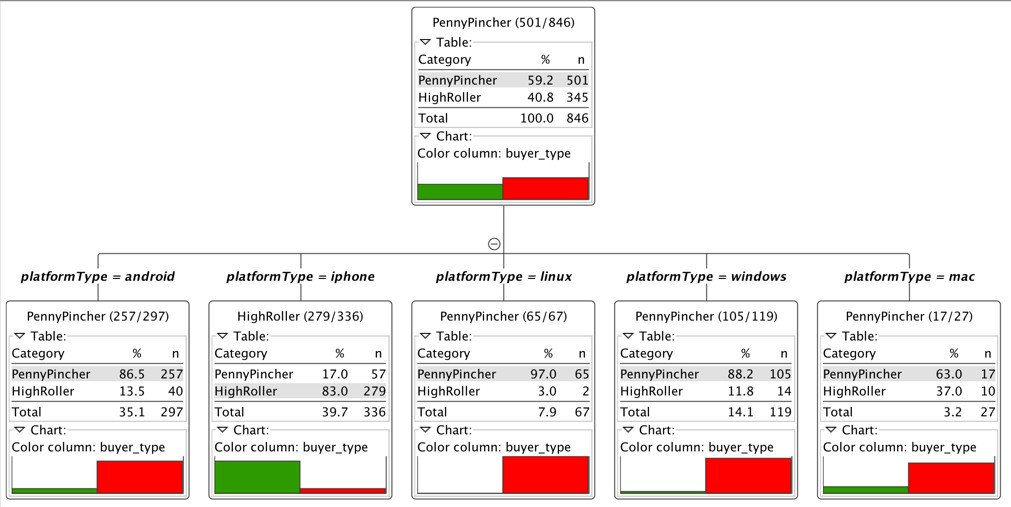 PennyPincher (501/846)
Table:
Category % n
PennyPincher 59.2 501
HighRoller 40.8 345
Total 100.0 846
Chart:
Color column: buyer_type
platformType = android
PennyPincher (257/297)
Table:
Category % n
PennyPincher 86.5 257
HighRoller 13.5 40
Total 35.1 297
Chart:
Color column: buyer_type
platformType = iphone
HighRoller (279/336)
Table:
Category % n
PennyPincher 17.0 57
HighRoller 83.0 279
Total 39.7 336
Chart:
Color column: buyer_type
platformType = linux
PennyPincher (65/67)
Table:
Category % n
PennyPincher 97.0 65
HighRoller 3.0 2
Total 7.9 67
Chart:
Color column: buyer_type
platformType = windows
PennyPincher (105/119)
Table:
Category % n
PennyPincher 88.2 105
HighRoller 11.8 14
Total 14.1 119
Chart:
Color column: buyer_type
platformType = mac
PennyPincher (17/27)
Table:
Category % n
PennyPincher 63.0 17
HighRoller 37.0 10
Total 3.2 27
Chart:
Color column: buyer_type